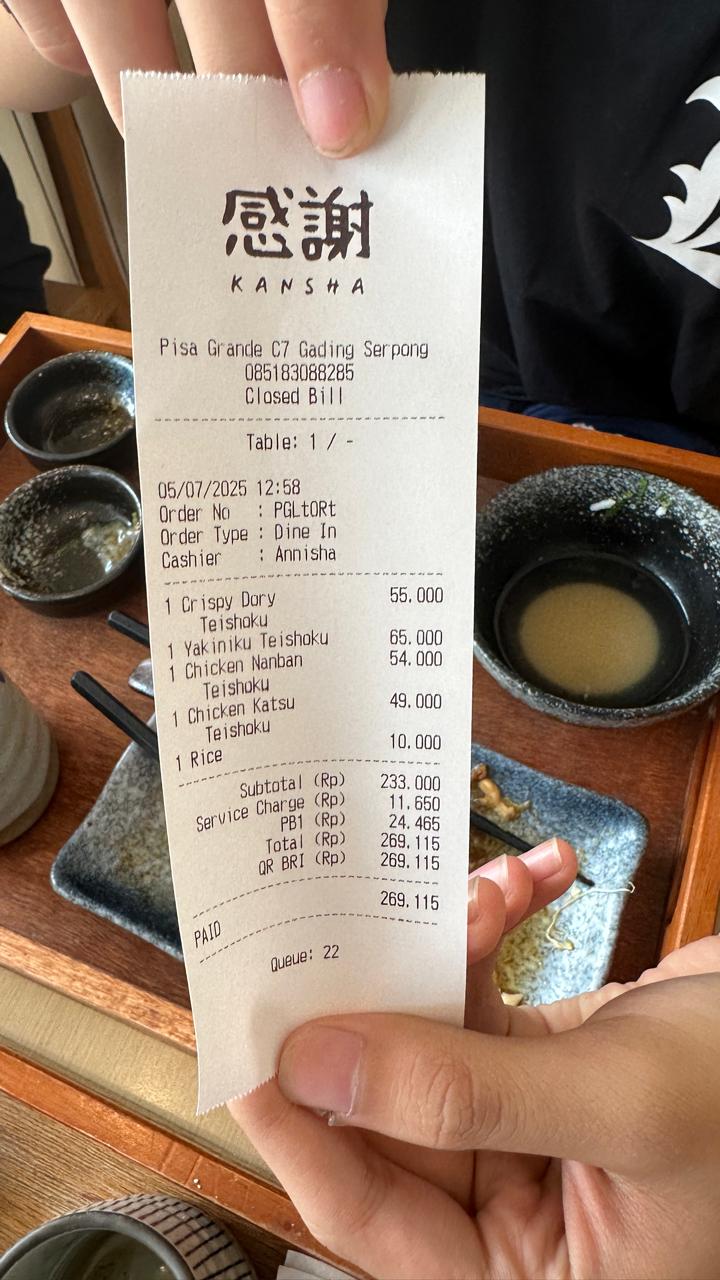 感謝
KANSHA
Pisa Grande C7 Gading Serpong
085183088285
Closed Bill
Table: 1 / -
05/07/2025 12:58
Order No : PGLtORt
Order Type : Dine In
Cashier : Annisha
1 Crispy Dory 55.000
Teishoku
1 Yakiniku Teishoku 65.000
1 Chicken Nanban 54.000
Teishoku
1 Chicken Katsu 49.000
Teishoku
1 Rice 10.000
Subtotal (Rp) 233.000
Service Charge (Rp) 11.650
PB1 (Rp) 24.465
Total (Rp) 269.115
QR BRI (Rp) 269.115
269.115
PAID
Queue: 22